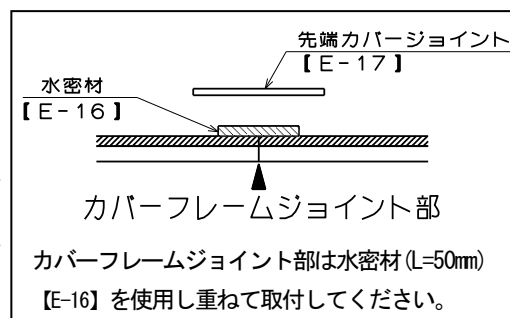 先端カバージョイント
【E-17】
水密材
【E-16】
カバーフレームジョイント部
カバーフレームジョイント部は水密材(L=50mm)
【E-16】を使用し重ねて取付してください。